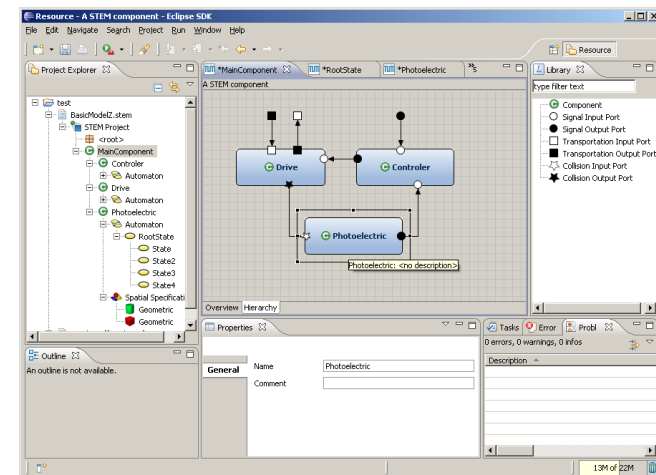 Resource - A STEM component - Eclipse SDK
File Edit Navigate Search Project Run Window Help
Resource
Project Explorer
test
BasicModelZ.stem
STEM Project
<root>
MainComponent
Controler
Automaton
Drive
Automaton
Photoelectric
Automaton
RootState
State
State2
State3
State4
Spatial Specificati
Geometric
Geometric
Outline
An outline is not available.
*MainComponent *RootState *Photoelectric »5
A STEM component
Drive
Controler
Photoelectric
Photoelectric: <no description>
Overview Hierarchy
Properties
General
Name Photoelectric
Comment
Library
type filter text
Component
Signal Input Port
Signal Output Port
Transportation Input Port
Transportation Output Port
Collision Input Port
Collision Output Port
Tasks Error Probl
0 errors, 0 warnings, 0 infos
Description
13M of 22M